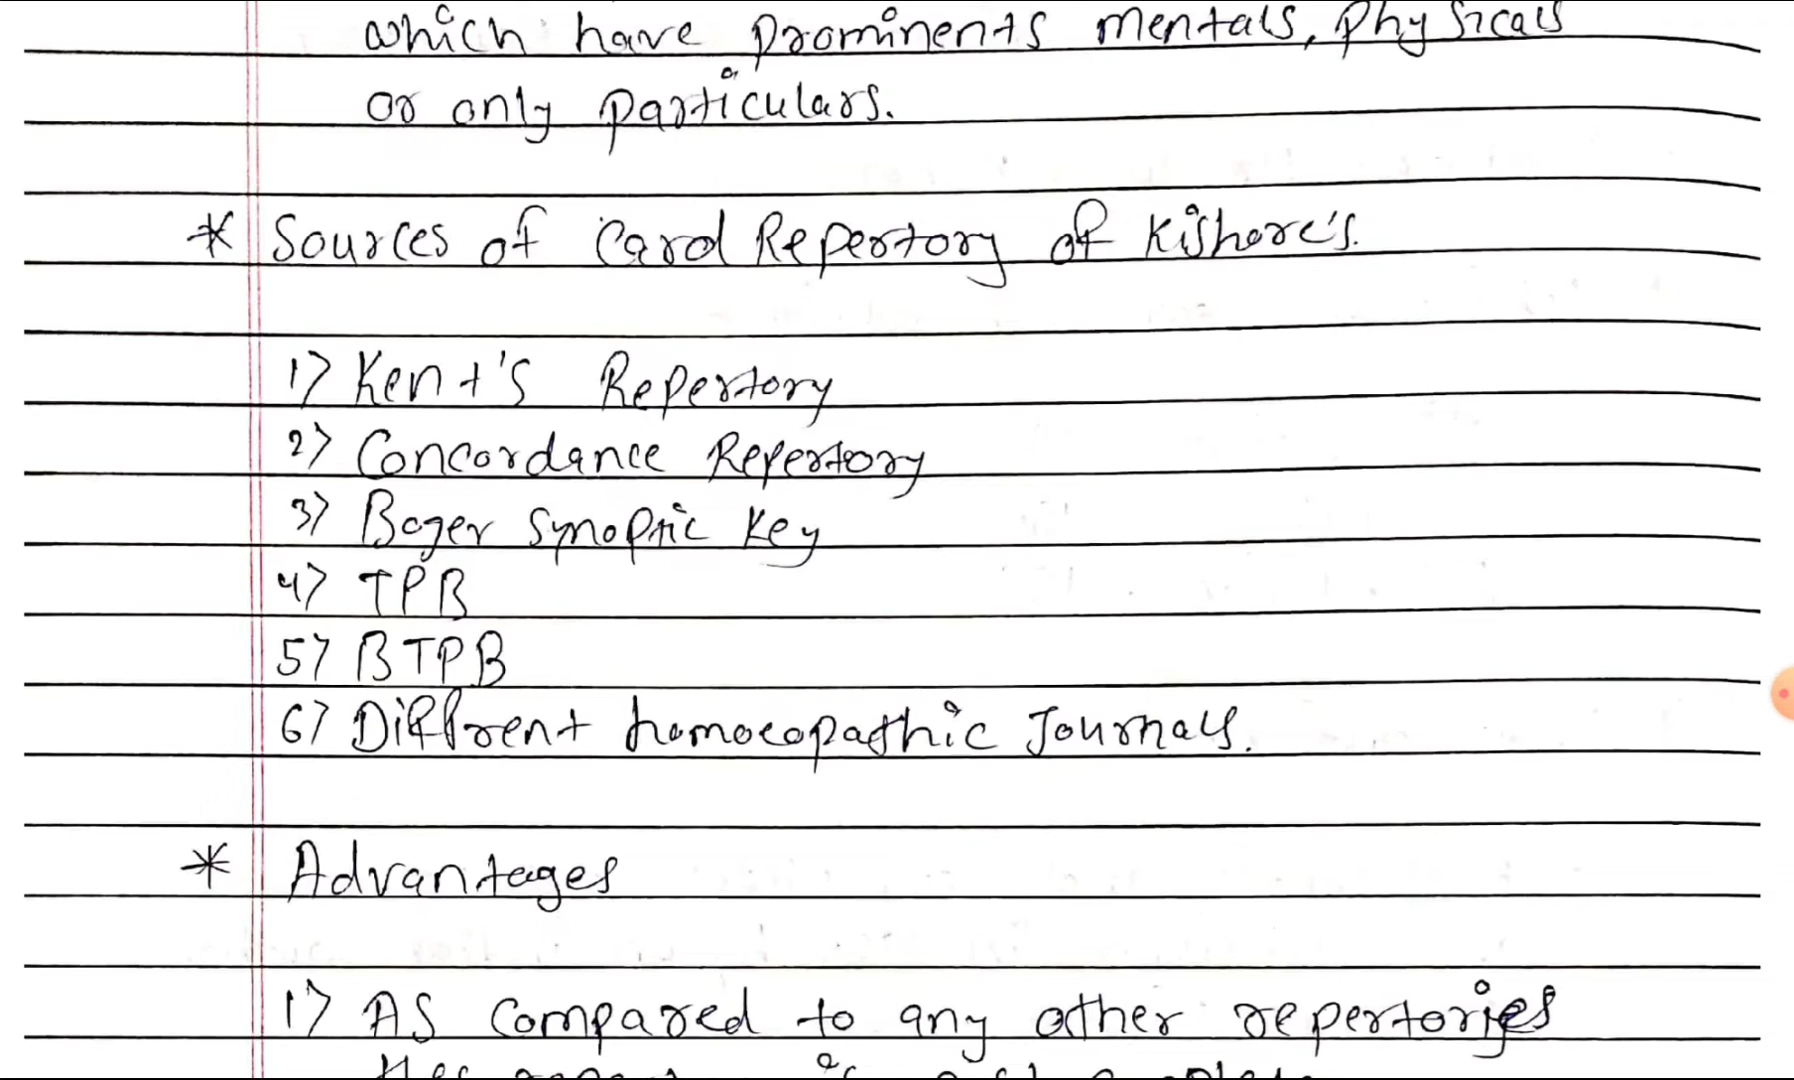 which have prominents mentals, physicals
or only particulars.
* Sources of Card Repertory of Kishore's.
1) Kent's Repertory
2) Concordance Repertory
3) Boger Synoptic Key
4) TPB
5) BTPB
6) Diffrent homoeopathic Journals.
* Advantages
1) As compared to any other repertories